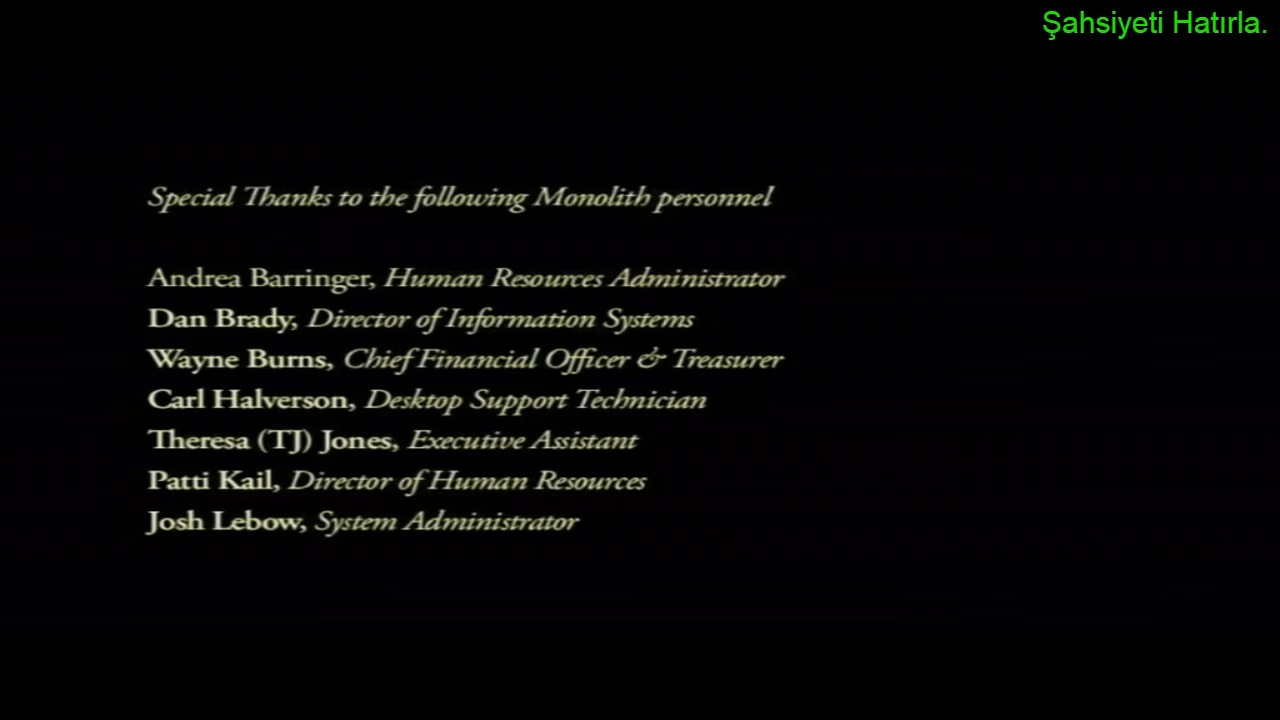 Şahsiyeti Hatırla.
Special Thanks to the following Monolith personnel
Andrea Barringer, Human Resources Administrator
Dan Brady, Director of Information Systems
Wayne Burns, Chief Financial Officer & Treasurer
Carl Halverson, Desktop Support Technician
Theresa (TJ) Jones, Executive Assistant
Patti Kail, Director of Human Resources
Josh Lebow, System Administrator